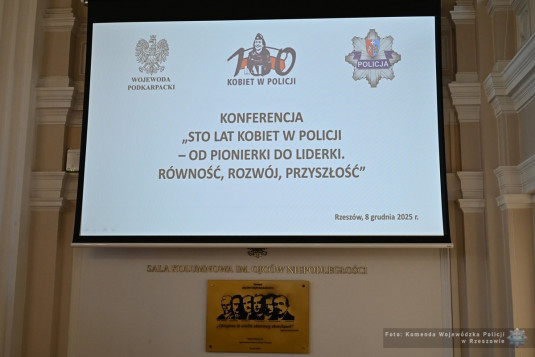 WOJEWODA
PODKARPACKI
100
KOBIET W POLICJI
POLICJA
KONFERENCJA
„STO LAT KOBIET W POLICJI
– OD PIONIERKI DO LIDERKI.
RÓWNOŚĆ, ROZWÓJ, PRZYSZŁOŚĆ”
Rzeszów, 8 grudnia 2025 r.
SALA KOLUMNOWA IM. OJCÓW NIEPODLEGŁOŚCI
Foto: Komenda Wojewódzka Policji
w Rzeszowie